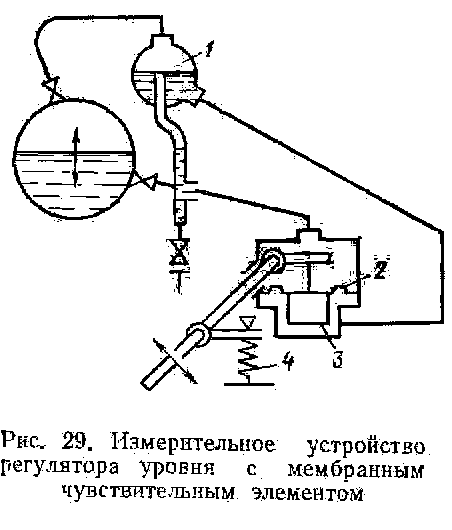 1
2
3
4
Рис. 29. Измерительное устройство
регулятора уровня с мембранным
чувствительным элементом